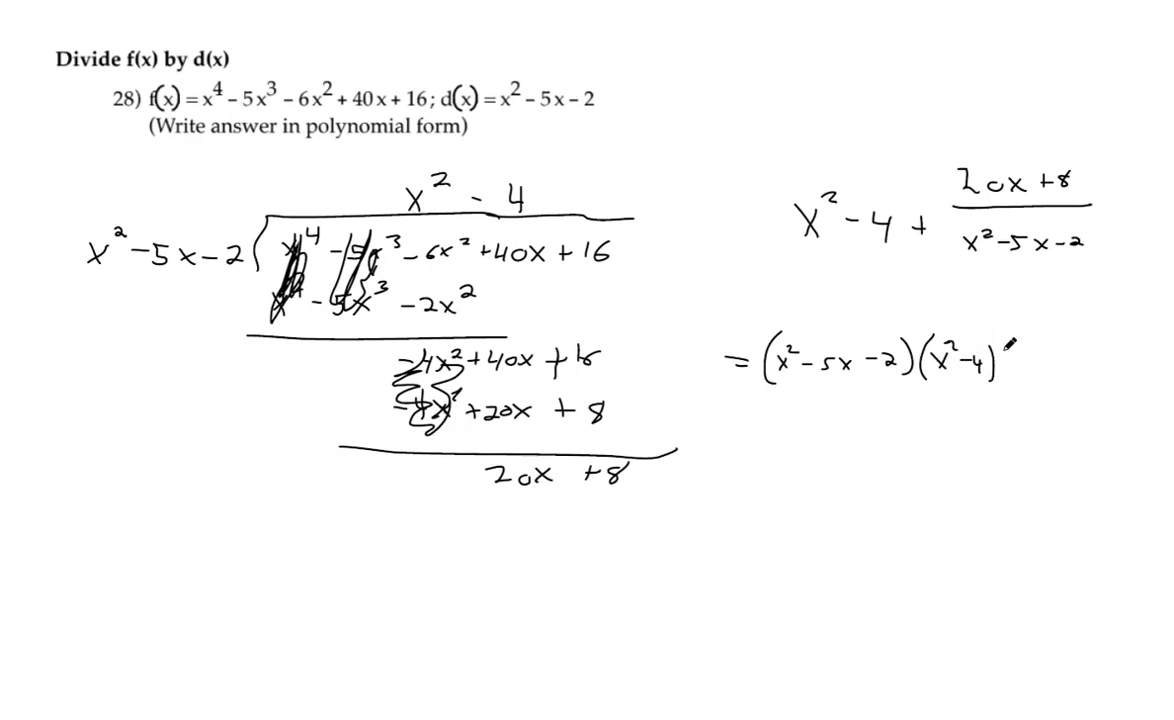 Divide f(x) by d(x)
28) f(x) = x⁴ – 5x³ – 6x² + 40x + 16; d(x) = x² – 5x – 2
(Write answer in polynomial form)
x² - 4
x² - 5x - 2 x⁴ - 5x³ - 6x² + 40x + 16
x⁴ - 5x³ - 2x²
-4x² + 40x + 16
-4x² + 20x + 8
20x + 8
x² - 4 + (20x + 8)/(x² - 5x - 2)
= (x² - 5x - 2)(x² - 4)